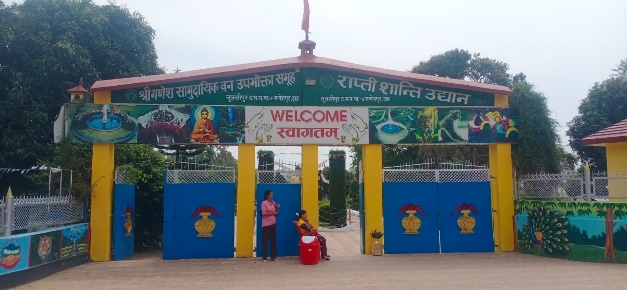 श्रीगणेश सामुदायिक वन उपभोक्ता समूह
राप्ती शान्ति उद्यान
WELCOME
स्वागतम्